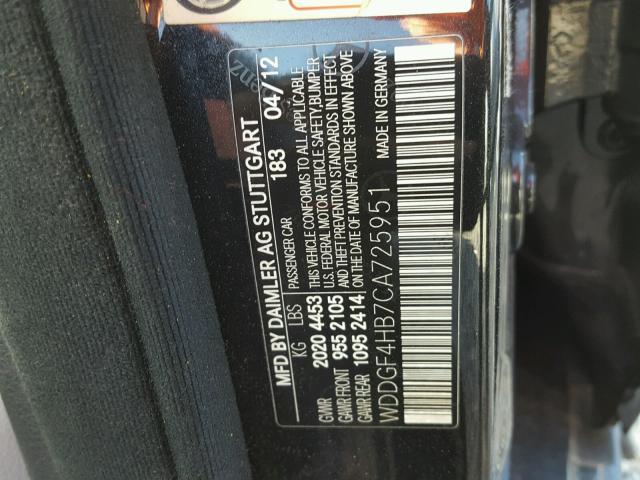 MFD BY DAIMLER AG STUTTGART
183 04/12
KG LBS PASSENGER CAR
GVWR 2020 4453 THIS VEHICLE CONFORMS TO ALL APPLICABLE
U.S. FEDERAL MOTOR VEHICLE SAFETY,BUMPER
GAWR FRONT 955 2105 AND THEFT PREVENTION STANDARDS IN EFFECT
GAWR REAR 1095 2414 ON THE DATE OF MANUFACTURE SHOWN ABOVE
WDDGF4HB7CA725951 MADE IN GERMANY